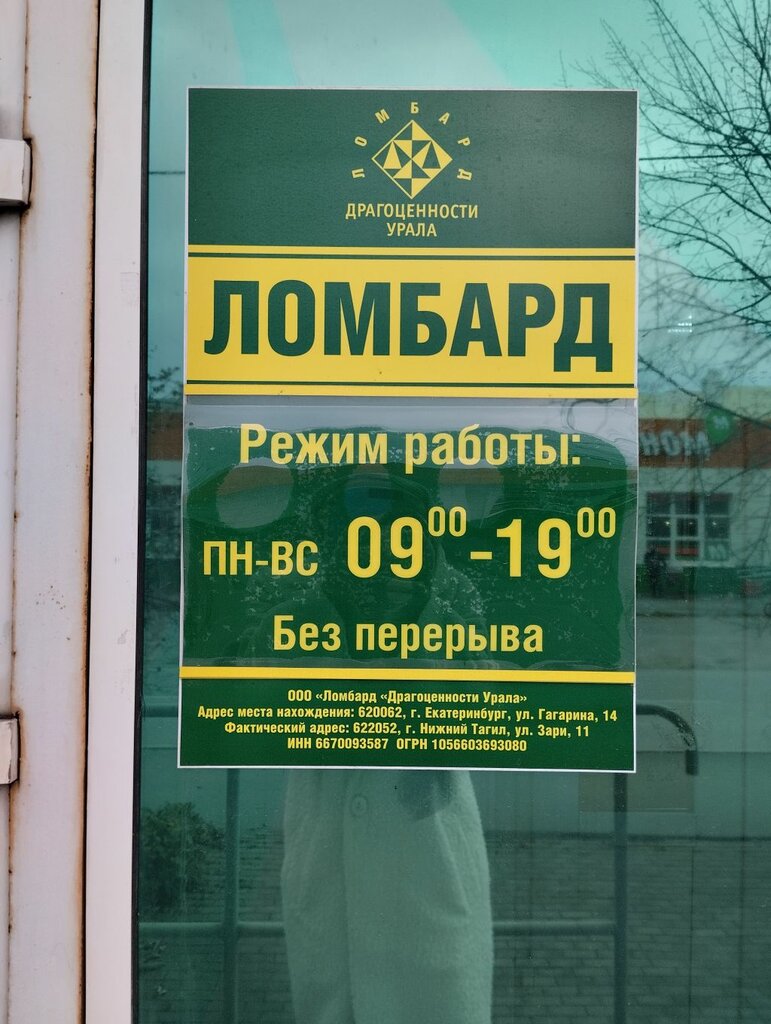 ЛОМБАРД
ДРАГОЦЕННОСТИ
УРАЛА
ЛОМБАРД
Режим работы:
ПН-ВС 09⁰⁰-19⁰⁰
Без перерыва
ООО «Ломбард «Драгоценности Урала»
Адрес места нахождения: 620062, г. Екатеринбург, ул. Гагарина, 14
Фактический адрес: 622052, г. Нижний Тагил, ул. Зари, 11
ИНН 6670093587 ОГРН 1056603693080